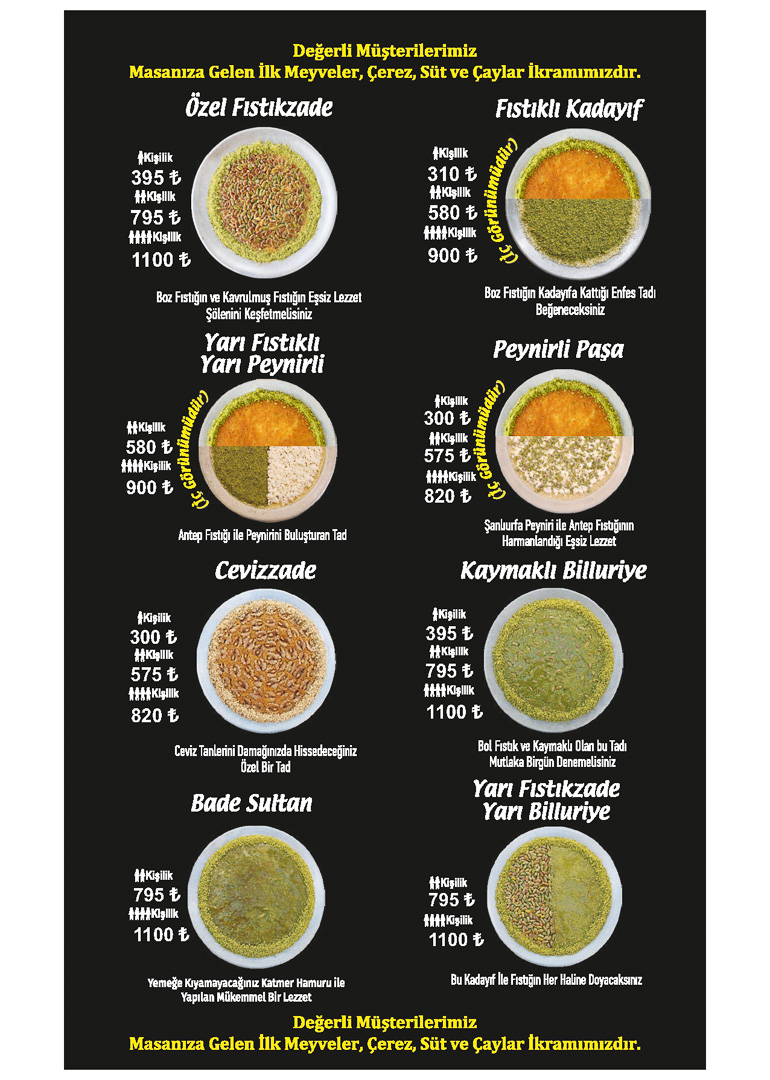 Değerli Müşterilerimiz
Masanıza Gelen İlk Meyveler, Çerez, Süt ve Çaylar İkramımızdır.
Özel Fıstıkzade
Kişilik
395 ₺
Kişilik
795 ₺
Kişilik
1100 ₺
Boz Fıstığın ve Kavrulmuş Fıstığın Eşsiz Lezzet
Şölenini Keşfetmelisiniz
Fıstıklı Kadayıf
Kişilik
310 ₺
Kişilik
580 ₺
Kişilik
900 ₺
(İç Görünümüdür)
Boz Fıstığın Kadayıfa Kattığı Enfes Tadı
Beğeneceksiniz
Yarı Fıstıklı
Yarı Peynirli
Kişilik
580 ₺
Kişilik
900 ₺
(İç Görünümüdür)
Antep Fıstığı ile Peynirini Buluşturan Tad
Peynirli Paşa
Kişilik
300 ₺
Kişilik
575 ₺
Kişilik
820 ₺
(İç Görünümüdür)
Şanlıurfa Peyniri ile Antep Fıstığının
Harmanlandığı Eşsiz Lezzet
Cevizzade
Kişilik
300 ₺
Kişilik
575 ₺
Kişilik
820 ₺
Ceviz Tanlerini Damağınızda Hissedeceğiniz
Özel Bir Tad
Kaymaklı Billuriye
Kişilik
395 ₺
Kişilik
795 ₺
Kişilik
1100 ₺
Bol Fıstık ve Kaymaklı Olan bu Tadı
Mutlaka Birgün Denemelisiniz
Bade Sultan
Kişilik
795 ₺
Kişilik
1100 ₺
Yemeğe Kıyamayacağınız Katmer Hamuru ile
Yapılan Mükemmel Bir Lezzet
Yarı Fıstıkzade
Yarı Billuriye
Kişilik
795 ₺
Kişilik
1100 ₺
Bu Kadayıf İle Fıstığın Her Haline Doyacaksınız
Değerli Müşterilerimiz
Masanıza Gelen İlk Meyveler, Çerez, Süt ve Çaylar İkramımızdır.